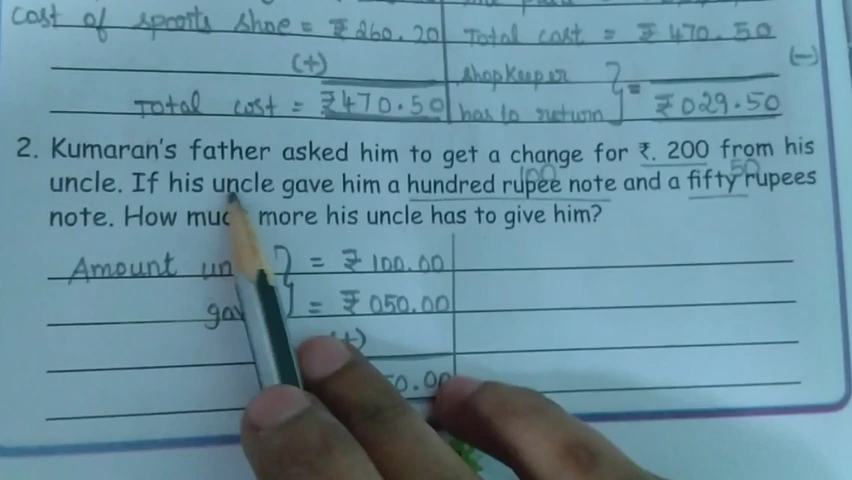 cost of sports shoe = ₹260.20
(+)
Total cost = ₹470.50
Total cost = ₹470.50
(-)
shopkeeper
has to return } = ₹029.50
2. Kumaran's father asked him to get a change for ₹. 200 from his
100 50
uncle. If his uncle gave him a hundred rupee note and a fifty rupees
note. How muc more his uncle has to give him?
Amount un } = ₹100.00
ga } = ₹050.00
(+)
50.00